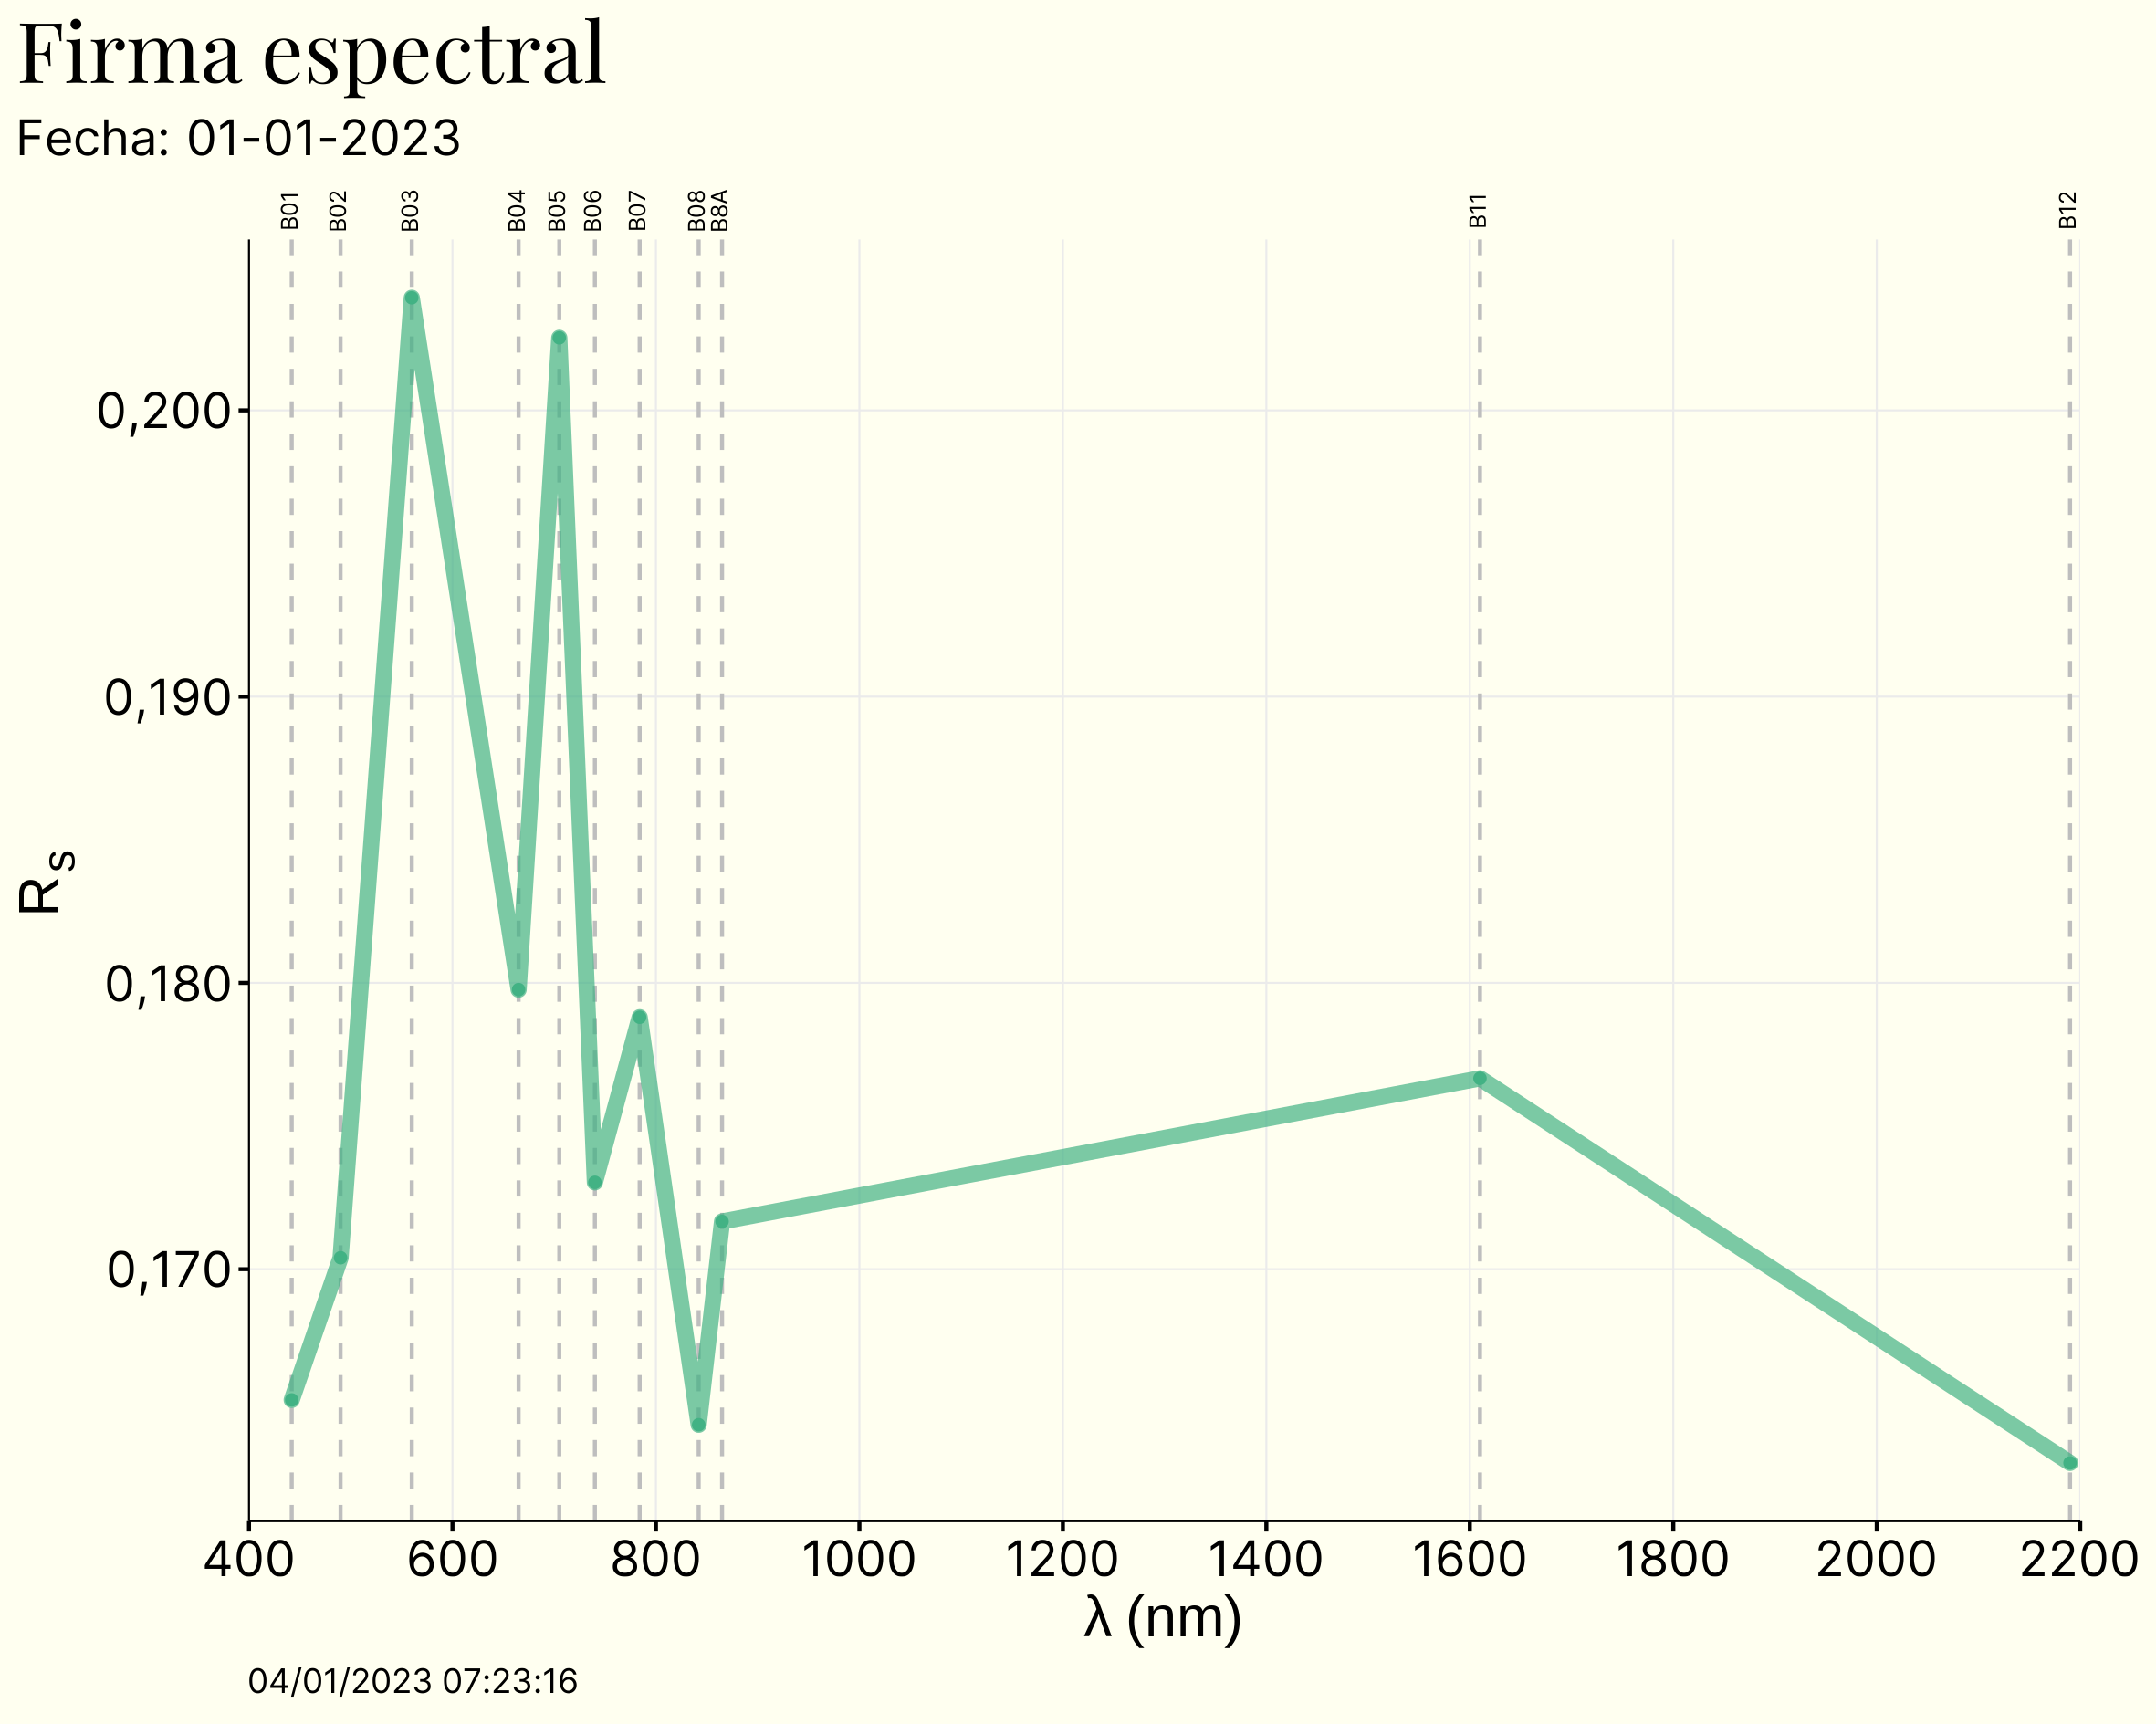 Firma espectral
Fecha: 01-01-2023
B01 B02 B03 B04 B05 B06 B07 B08 B8A B11 B12
0,200
0,190
0,180
0,170
Rs
400 600 800 1000 1200 1400 1600 1800 2000 2200
λ (nm)
04/01/2023 07:23:16